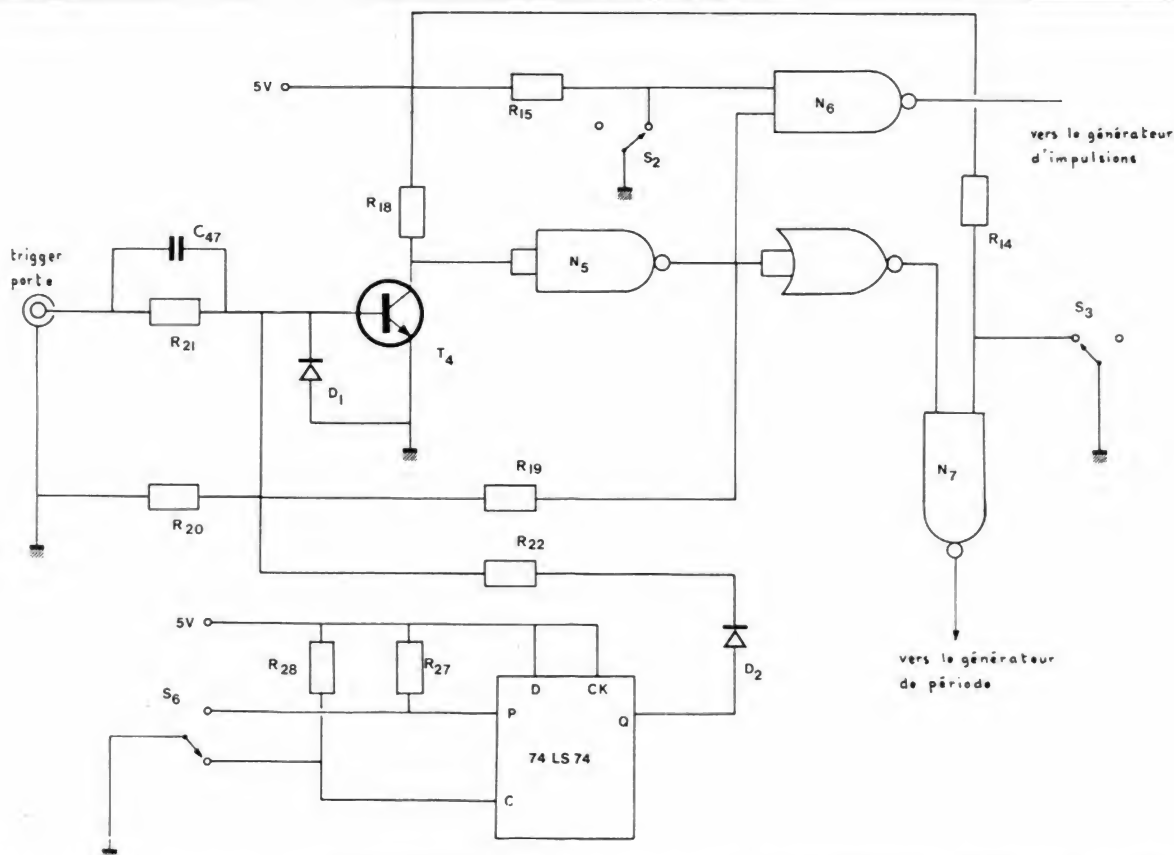 5V
R15
S2
N6
vers le générateur
d'impulsions
R18
C47
trigger
porte
R21
N5
R14
S3
T4
D1
R19
N7
R20
R22
5V
R28
R27
D2
vers le générateur
de période
S6
D
CK
P
Q
74 LS 74
C